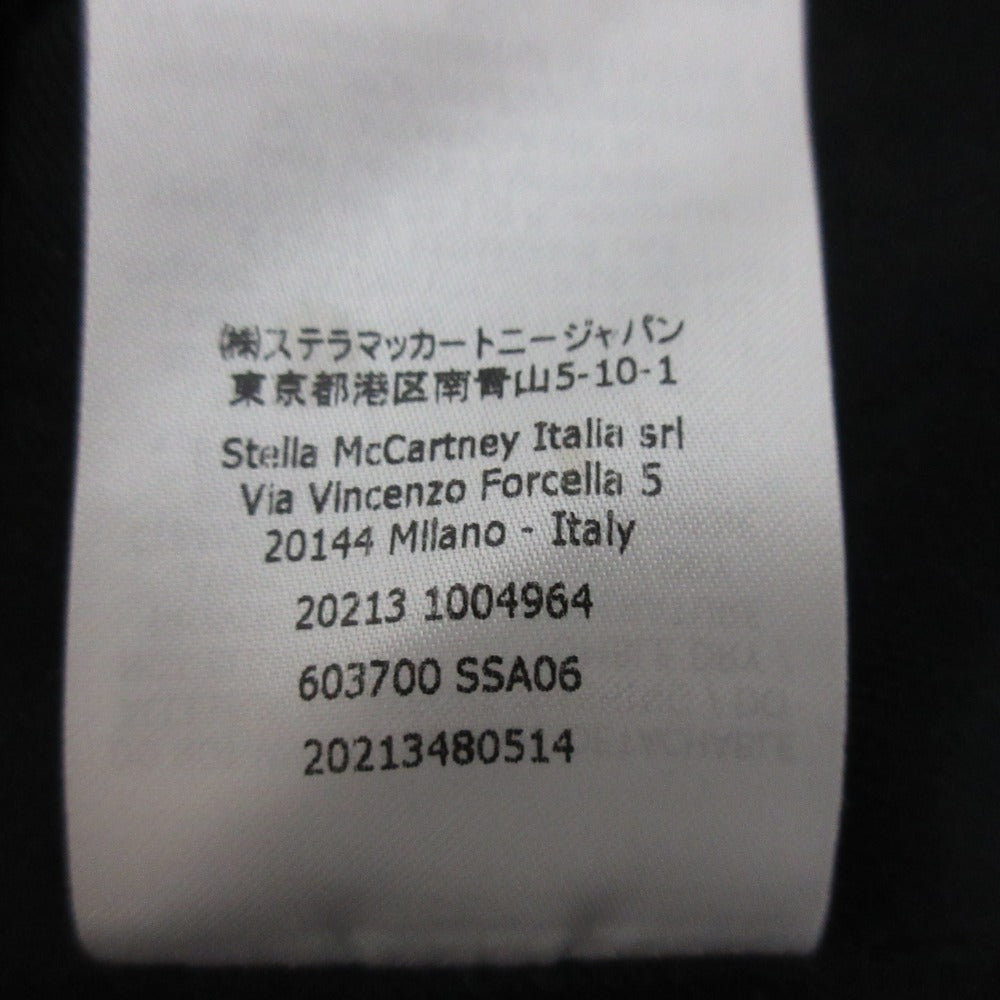 ㈱ステラマッカートニージャパン
東京都港区南青山5-10-1
Stella McCartney Italia srl
Via Vincenzo Forcella 5
20144 Milano - Italy
20213 1004964
603700 SSA06
20213480514